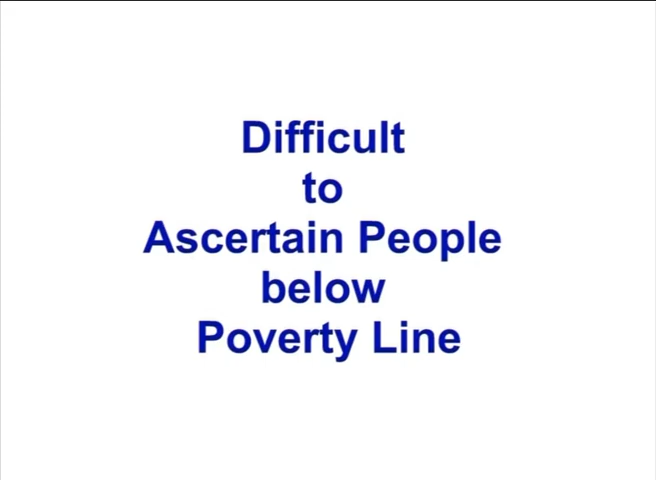 Difficult
to
Ascertain People
below
Poverty Line